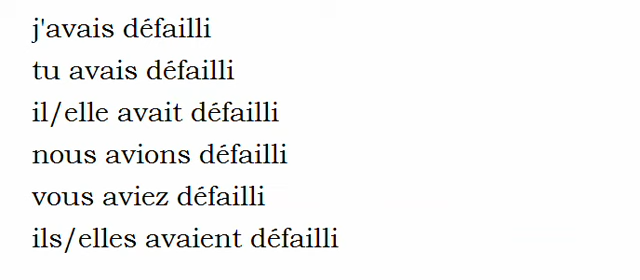 j'avais défailli
tu avais défailli
il/elle avait défailli
nous avions défailli
vous aviez défailli
ils/elles avaient défailli